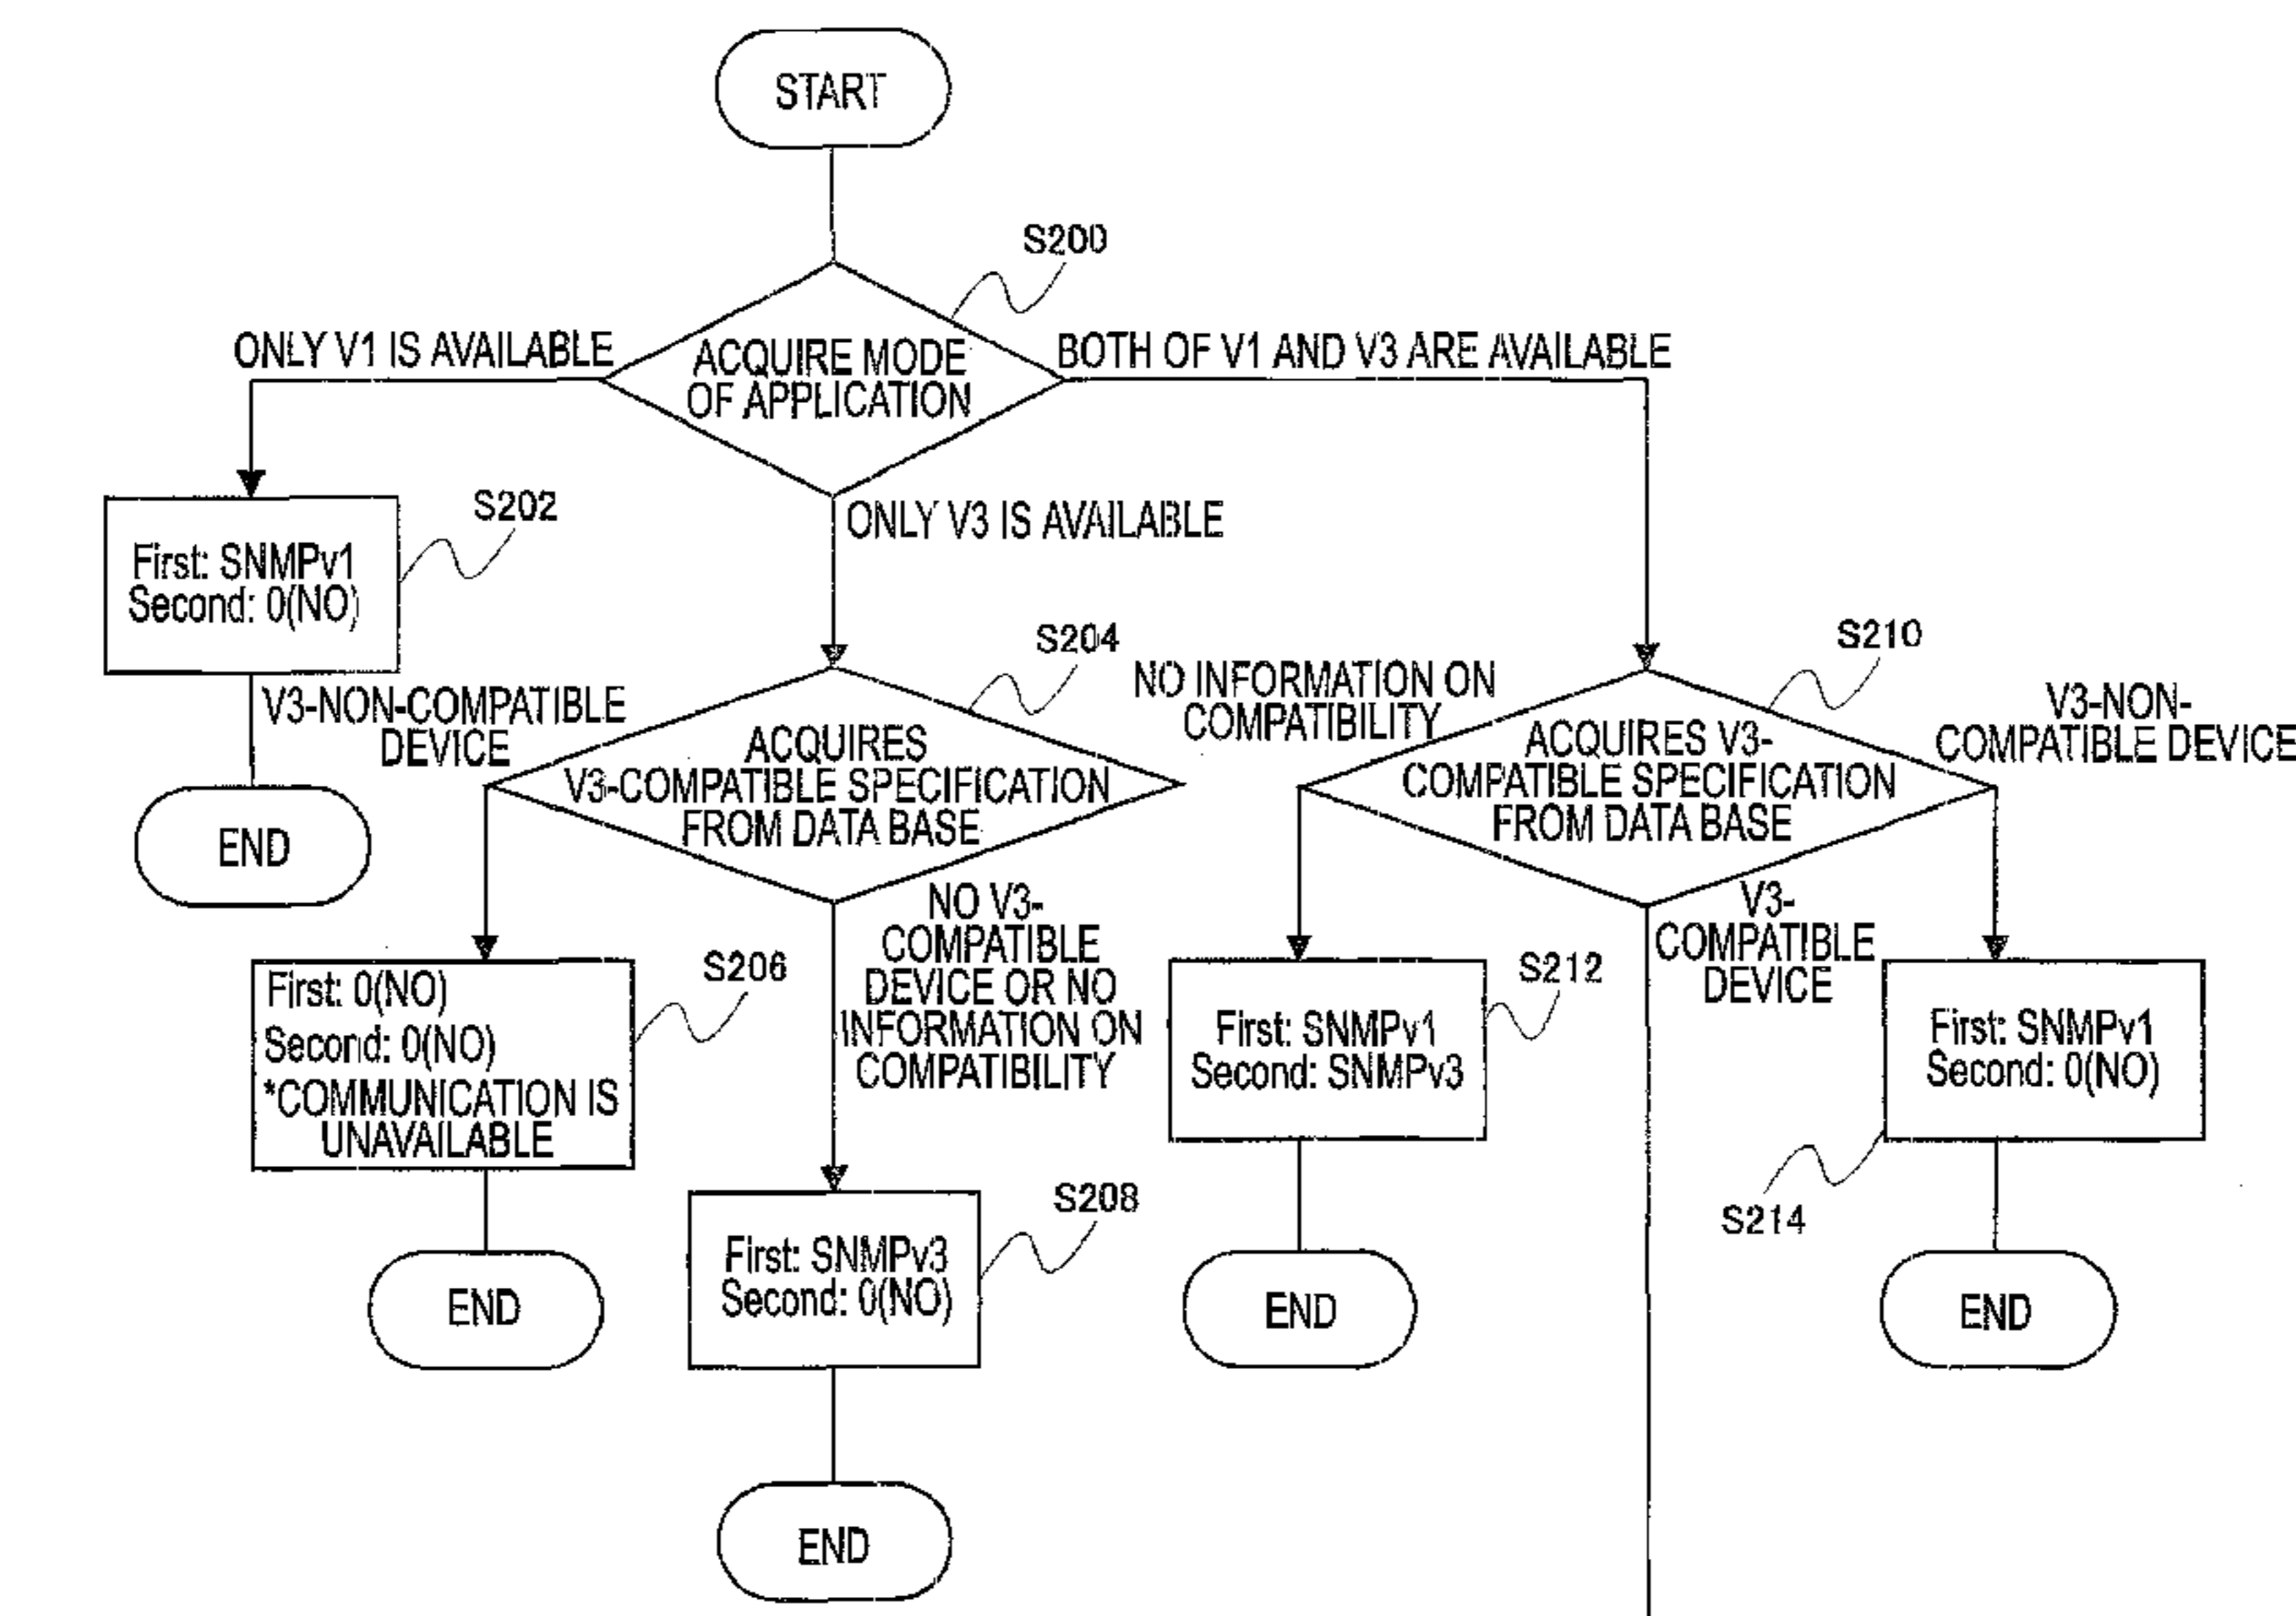 START
S200
ONLY V1 IS AVAILABLE
ACQUIRE MODE
OF APPLICATION
BOTH OF V1 AND V3 ARE AVAILABLE
ONLY V3 IS AVAILABLE
S202
First: SNMPv1
Second: 0(NO)
END
S204
V3-NON-COMPATIBLE
DEVICE
ACQUIRES
V3-COMPATIBLE SPECIFICATION
FROM DATA BASE
S206
First: 0(NO)
Second: 0(NO)
*COMMUNICATION IS
UNAVAILABLE
END
NO V3-
COMPATIBLE
DEVICE OR NO
INFORMATION ON
COMPATIBILITY
S208
First: SNMPv3
Second: 0(NO)
END
S210
NO INFORMATION ON
COMPATIBILITY
ACQUIRES V3-
COMPATIBLE SPECIFICATION
FROM DATA BASE
V3-NON-
COMPATIBLE DEVICE
V3-
COMPATIBLE
DEVICE
S212
First: SNMPv1
Second: SNMPv3
END
First: SNMPv1
Second: 0(NO)
S214
END